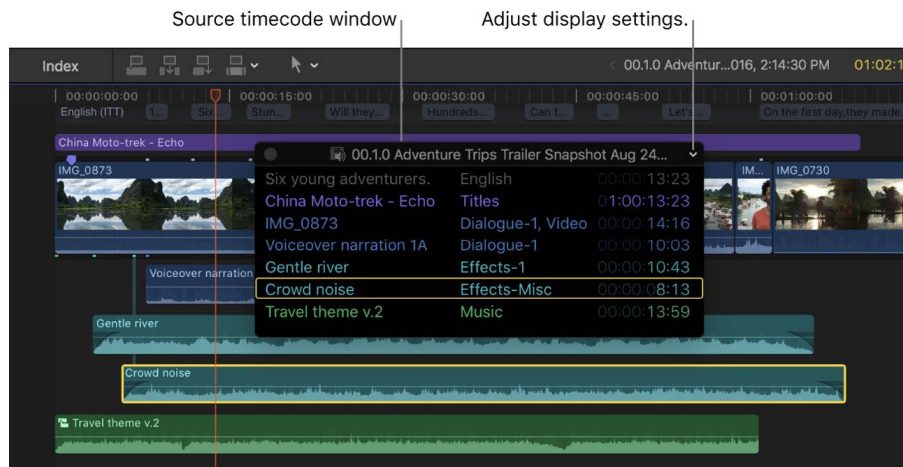 Source timecode window
Adjust display settings.
Index
00.1.0 Adventur...016, 2:14:30 PM
01:02:1
00:00:00:00
00:00:15:00
00:00:30:00
00:00:45:00
00:01:00:00
English (ITT)
1...
Six...
Stun...
Will they...
Hundreds...
Can t...
...
Let's...
On the first day, they made
China Moto-trek - Echo
00.1.0 Adventure Trips Trailer Snapshot Aug 24...
IMG_0873
IM...
IMG_0730
Six young adventurers. English 00:00:13:23
China Moto-trek - Echo Titles 01:00:13:23
IMG_0873 Dialogue-1, Video 00:00:14:16
Voiceover narration 1A Dialogue-1 00:00:10:03
Gentle river Effects-1 00:00:10:43
Crowd noise Effects-Misc 00:00:08:13
Travel theme v.2 Music 00:00:13:59
Voiceover narration
Gentle river
Crowd noise
Travel theme v.2